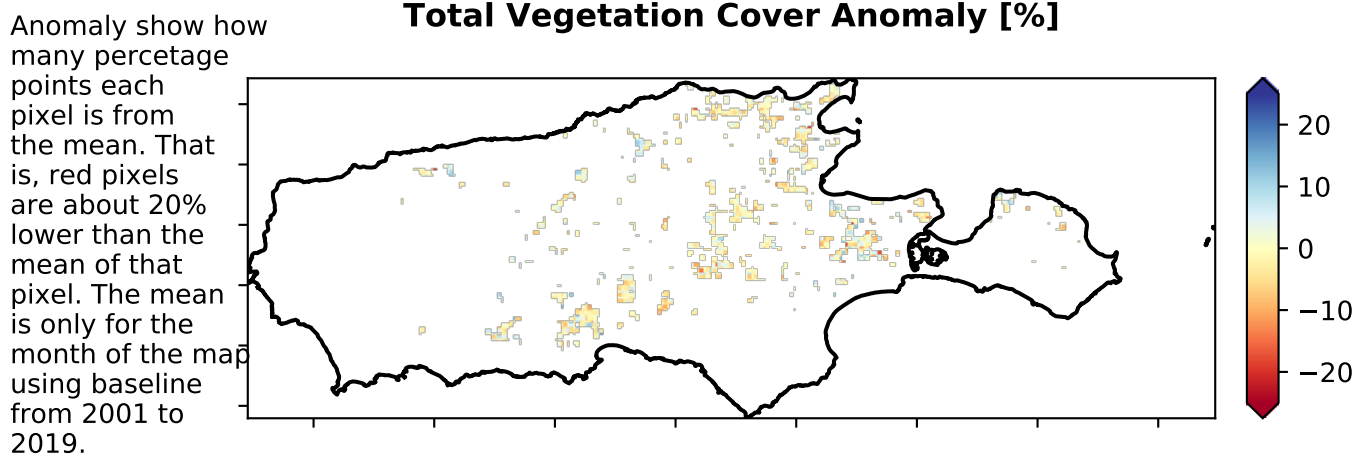 Total Vegetation Cover Anomaly [%]
Anomaly show how
many percetage
points each
pixel is from
the mean. That
is, red pixels
are about 20%
lower than the
mean of that
pixel. The mean
is only for the
month of the map
using baseline
from 2001 to
2019.
20
10
0
−10
−20